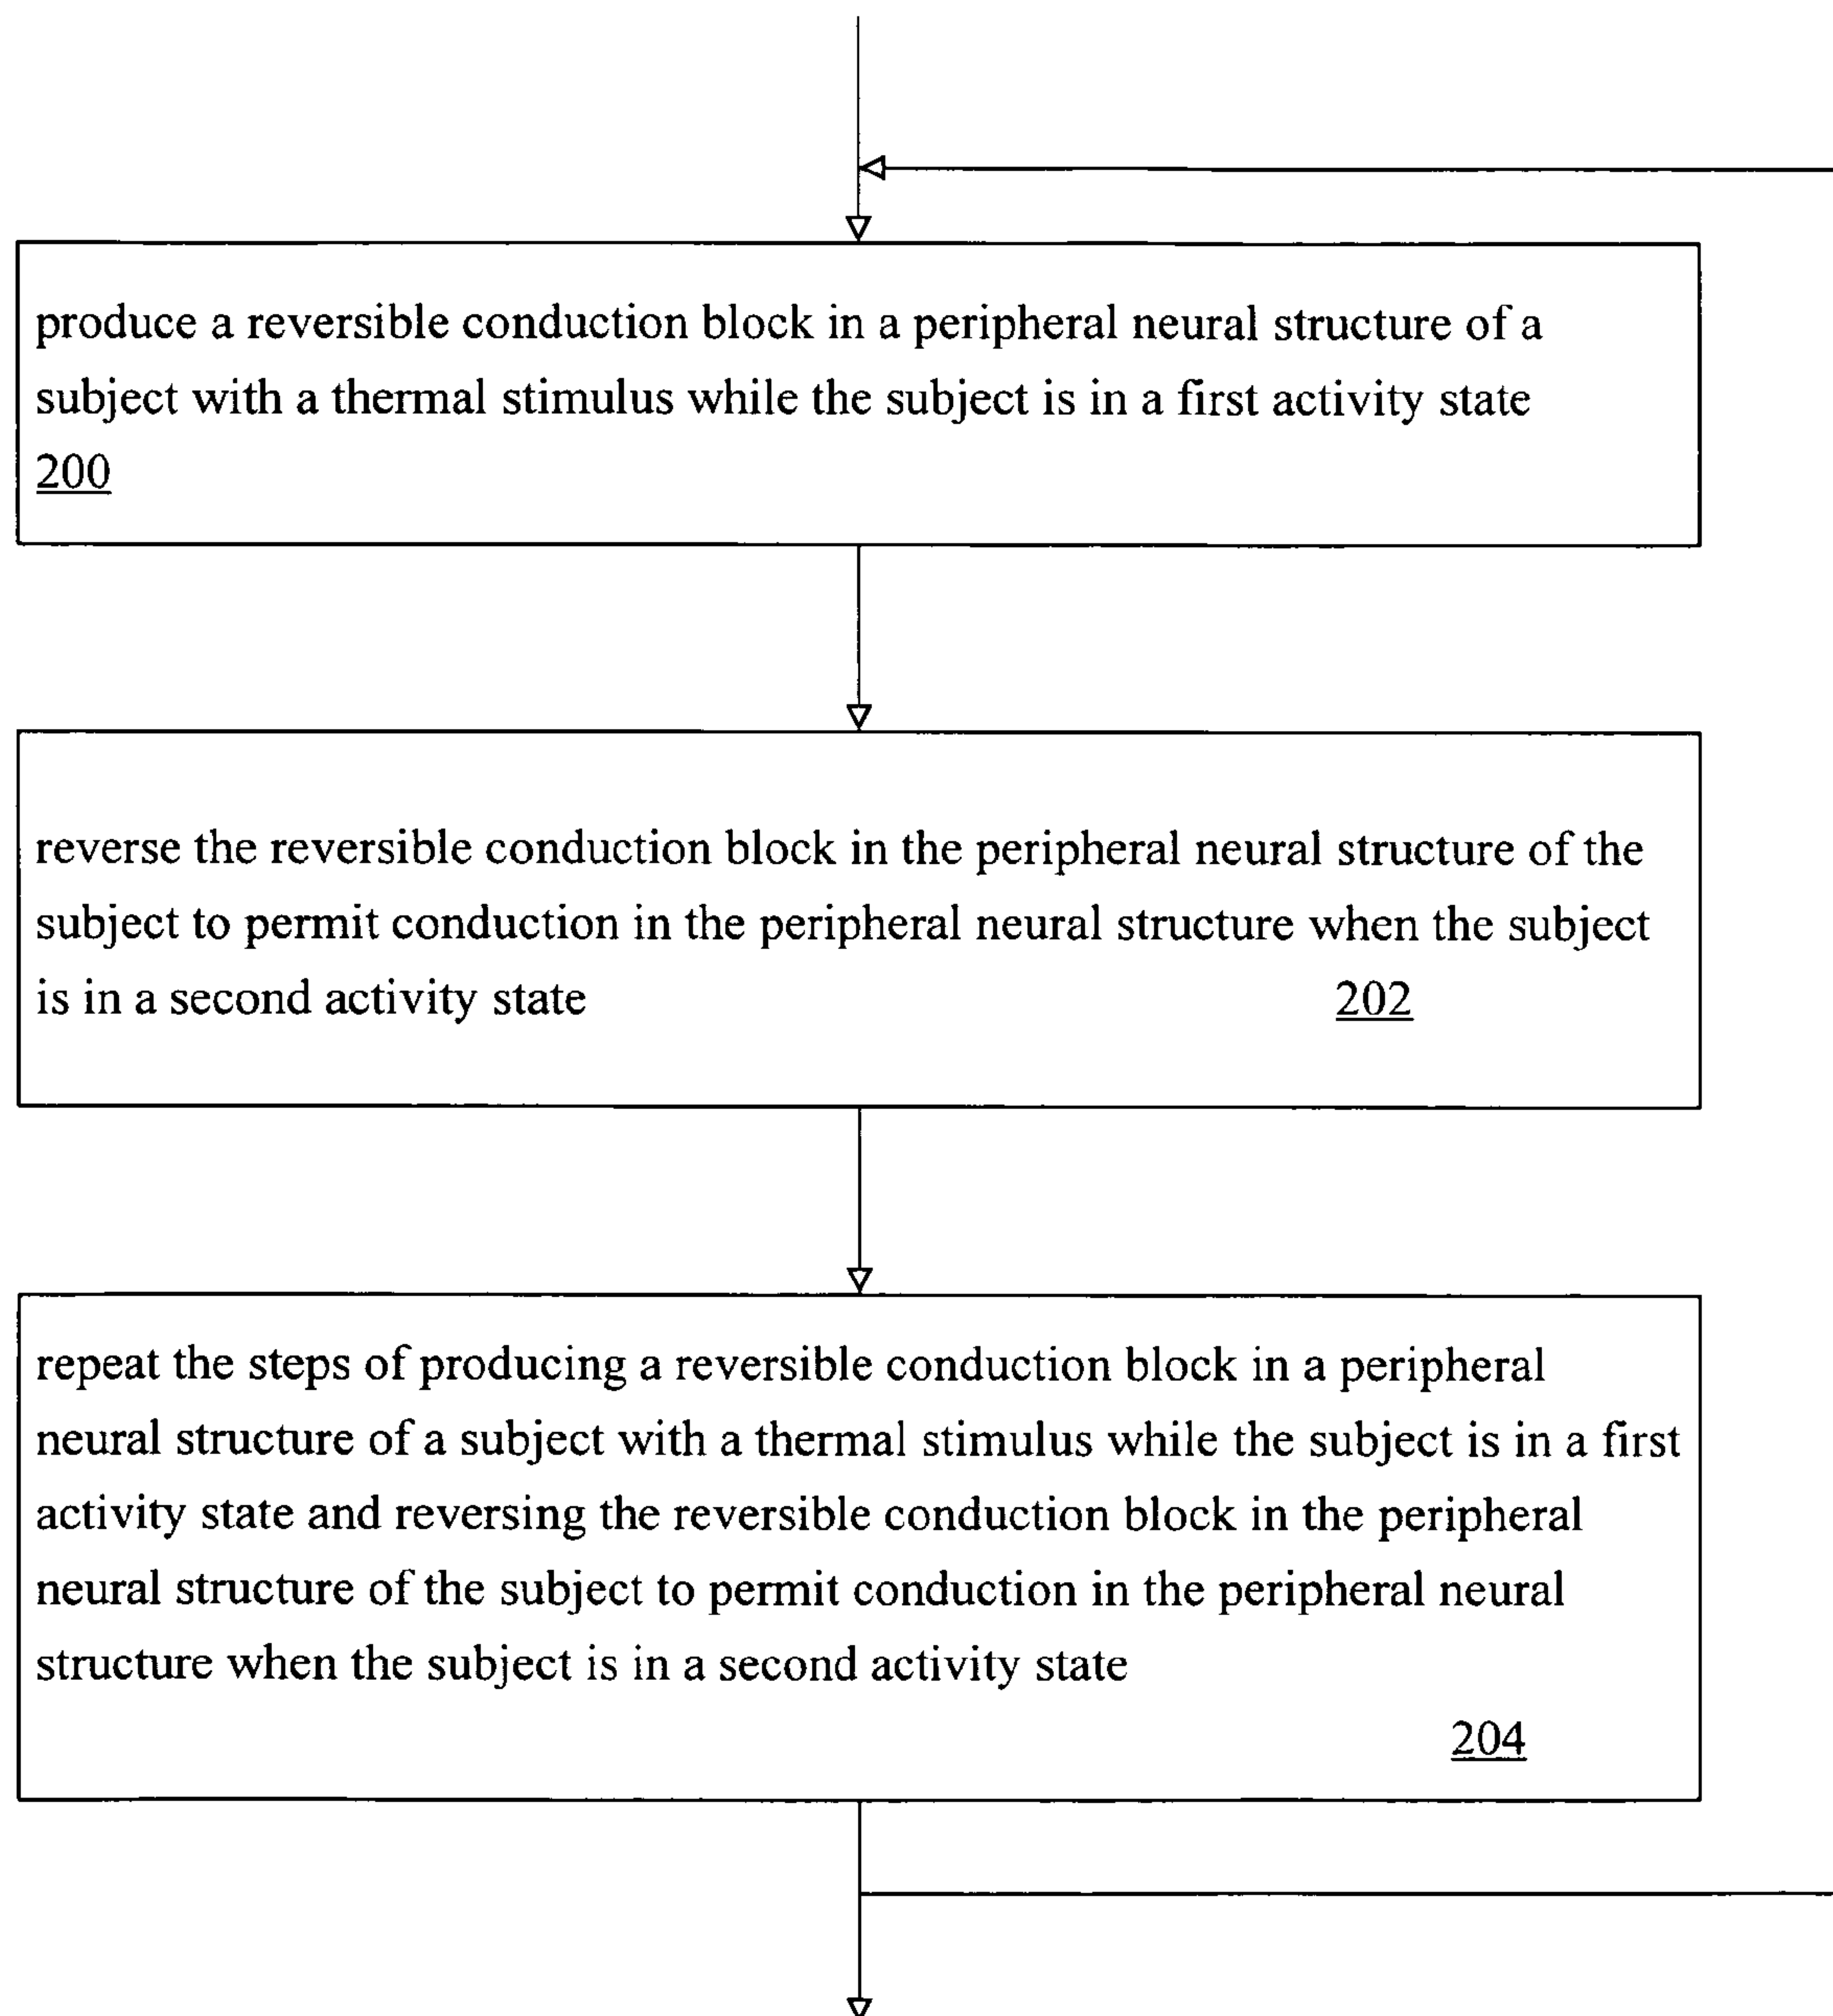 produce a reversible conduction block in a peripheral neural structure of a
subject with a thermal stimulus while the subject is in a first activity state
200
reverse the reversible conduction block in the peripheral neural structure of the
subject to permit conduction in the peripheral neural structure when the subject
is in a second activity state 202
repeat the steps of producing a reversible conduction block in a peripheral
neural structure of a subject with a thermal stimulus while the subject is in a first
activity state and reversing the reversible conduction block in the peripheral
neural structure of the subject to permit conduction in the peripheral neural
structure when the subject is in a second activity state
204